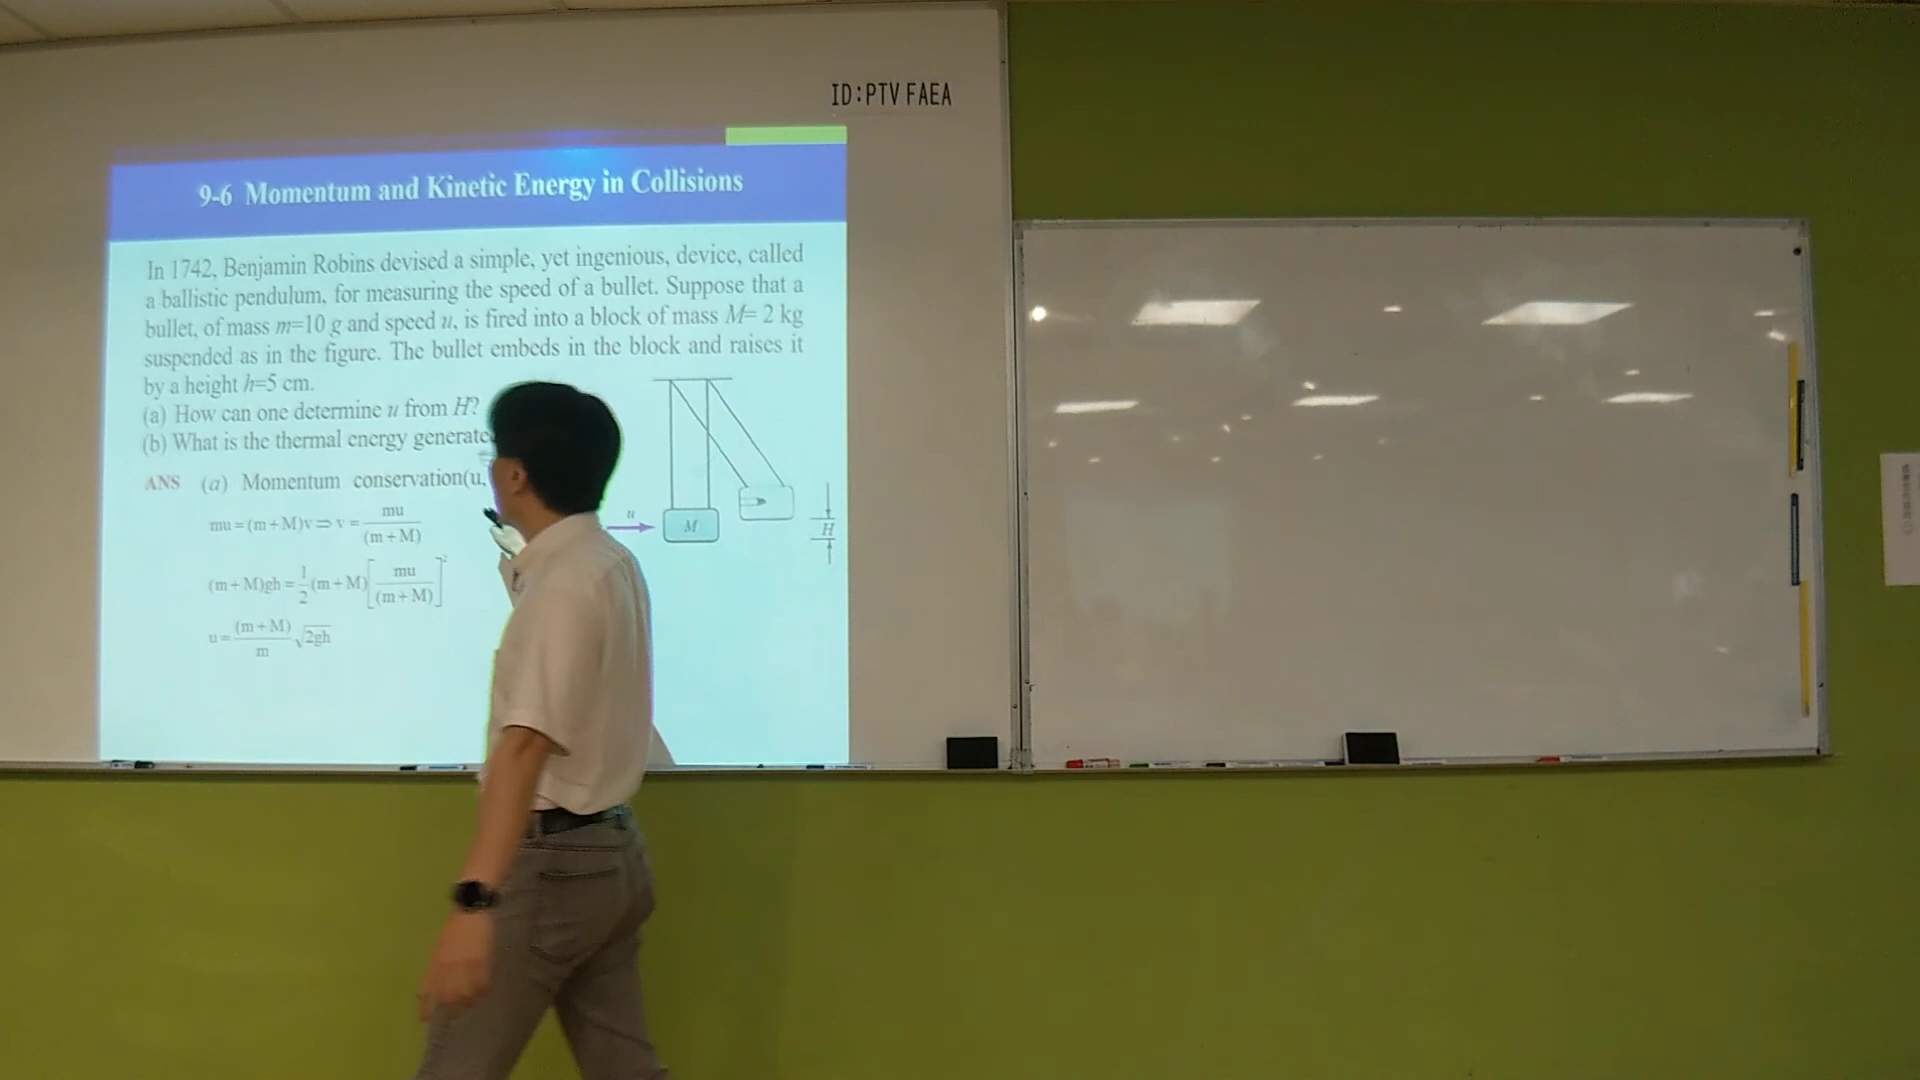 ID:PTV FAEA
9-6 Momentum and Kinetic Energy in Collisions
In 1742, Benjamin Robins devised a simple, yet ingenious, device, called
a ballistic pendulum, for measuring the speed of a bullet. Suppose that a
bullet, of mass m=10 g and speed u, is fired into a block of mass M= 2 kg
suspended as in the figure. The bullet embeds in the block and raises it
by a height h=5 cm.
(a) How can one determine u from H?
(b) What is the thermal energy
ANS (a) Momentum conservation(u,
mu = (m+M)v ⇒ v = mu/(m+M)
(m+M)gh = 1/2 (m+M) [mu/(m+M)]²
u = (m+M)/m √2gh
u
M
H